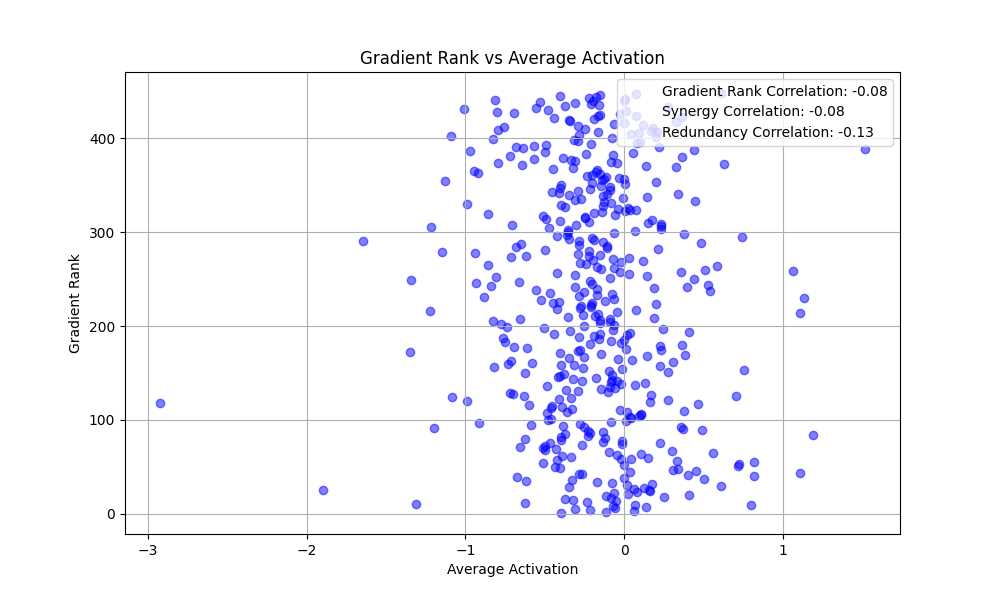 Gradient Rank vs Average Activation
Gradient Rank Correlation: -0.08
Synergy Correlation: -0.08
Redundancy Correlation: -0.13
Gradient Rank
400
300
200
100
0
−3
−2
−1
0
1
Average Activation